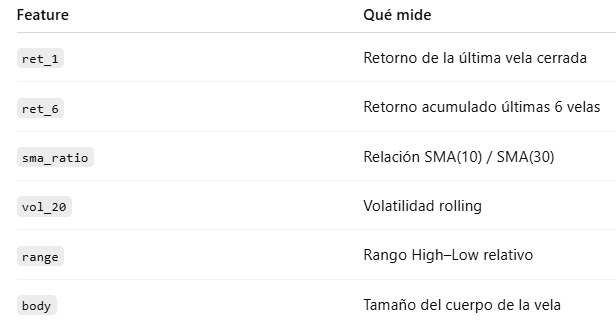 Feature Qué mide
ret_1 Retorno de la última vela cerrada
ret_6 Retorno acumulado últimas 6 velas
sma_ratio Relación SMA(10) / SMA(30)
vol_20 Volatilidad rolling
range Rango High–Low relativo
body Tamaño del cuerpo de la vela